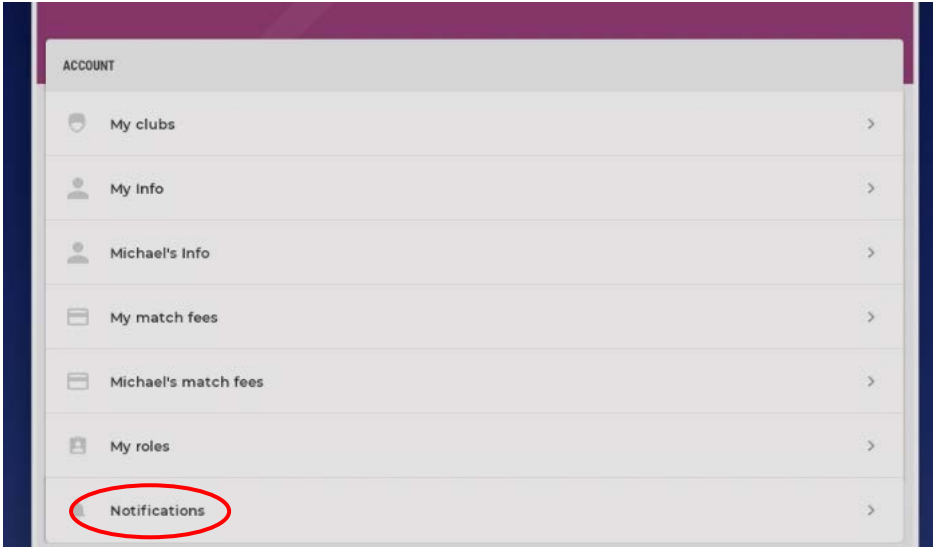 ACCOUNT
My clubs
My Info
Michael's Info
My match fees
Michael's match fees
My roles
Notifications